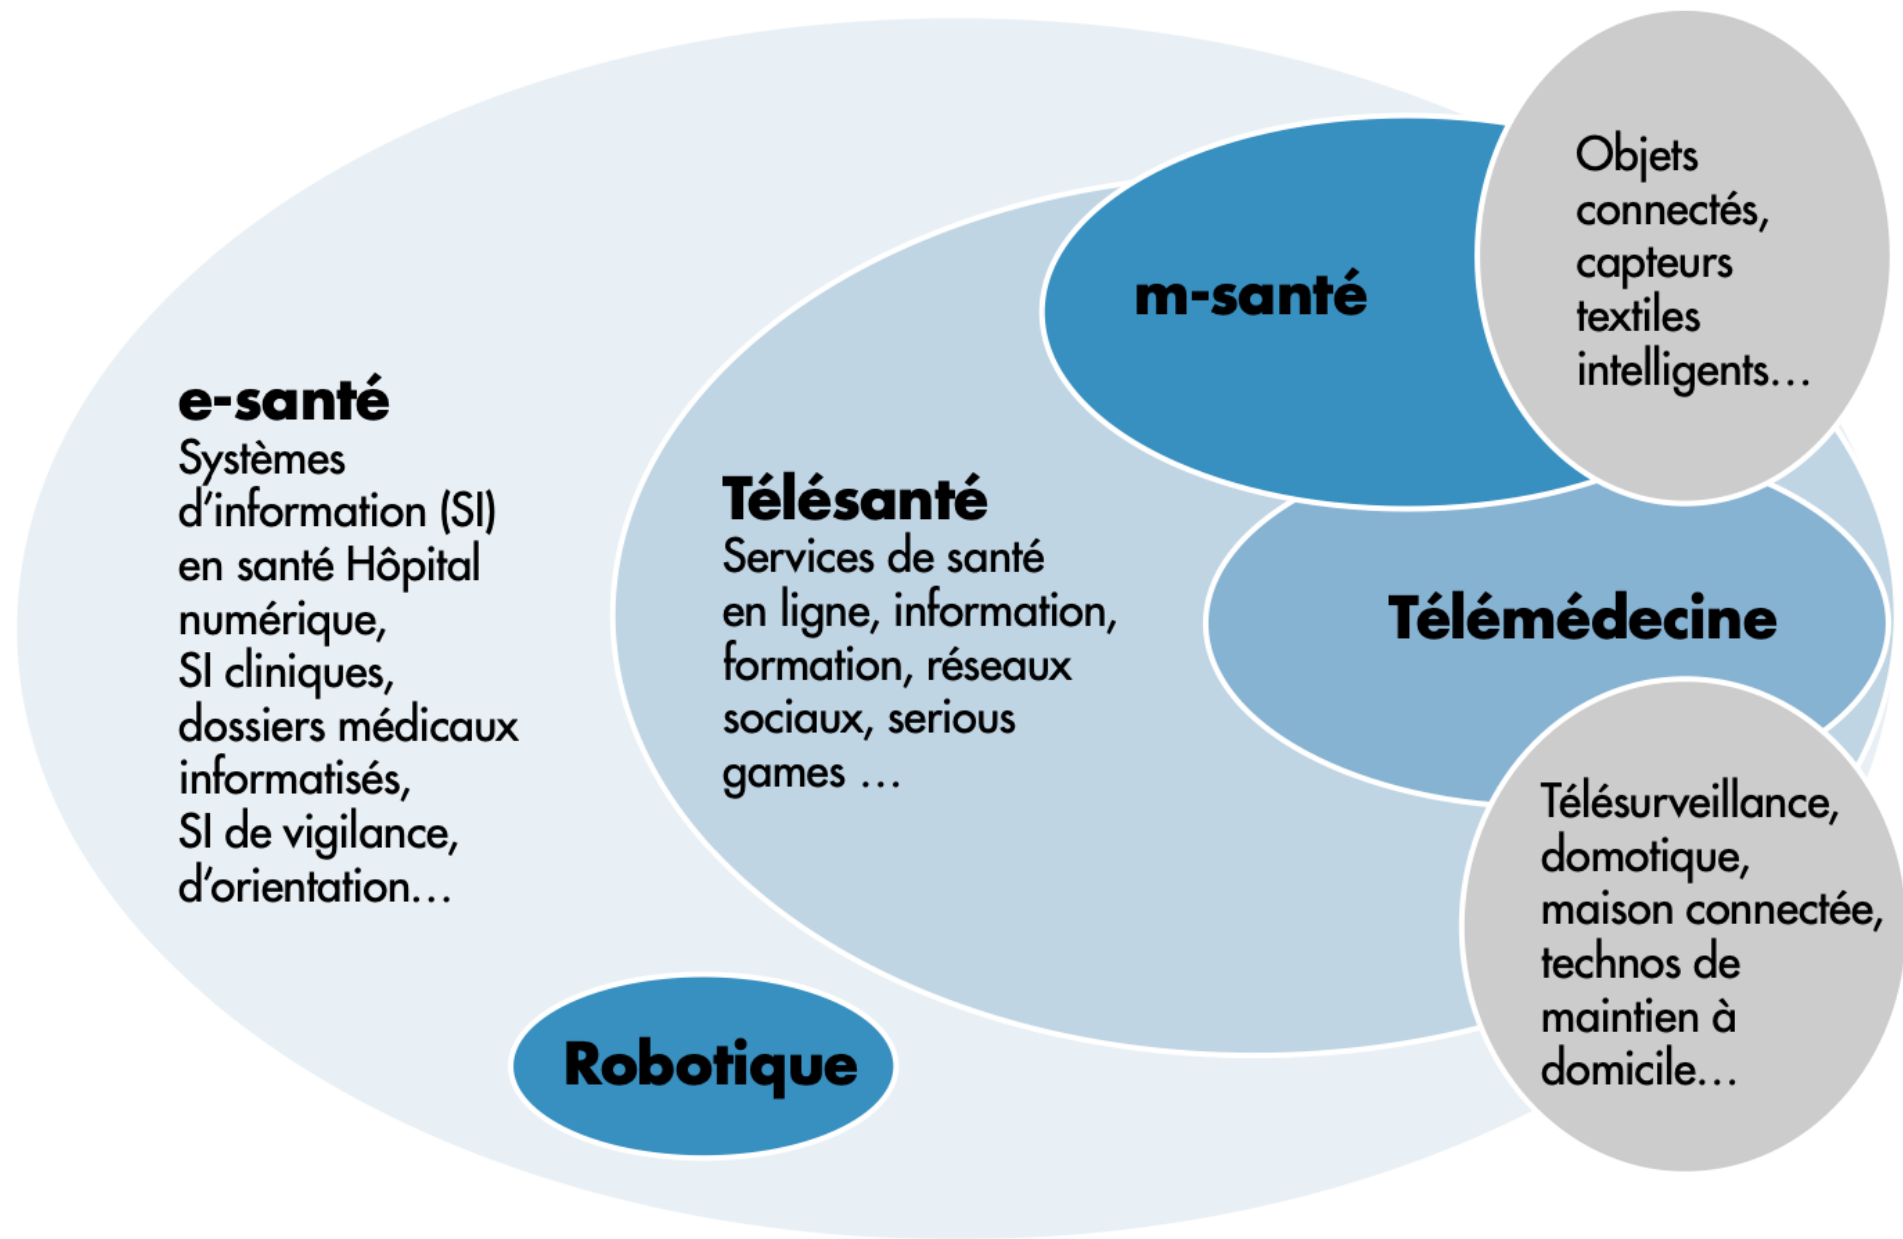 e-santé
Systèmes
d’information (SI)
en santé Hôpital
numérique,
SI cliniques,
dossiers médicaux
informatisés,
SI de vigilance,
d’orientation…
Télésanté
Services de santé
en ligne, information,
formation, réseaux
sociaux, serious
games …
m-santé
Objets
connectés,
capteurs
textiles
intelligents…
Télémédecine
Télésurveillance,
domotique,
maison connectée,
technos de
maintien à
domicile…
Robotique